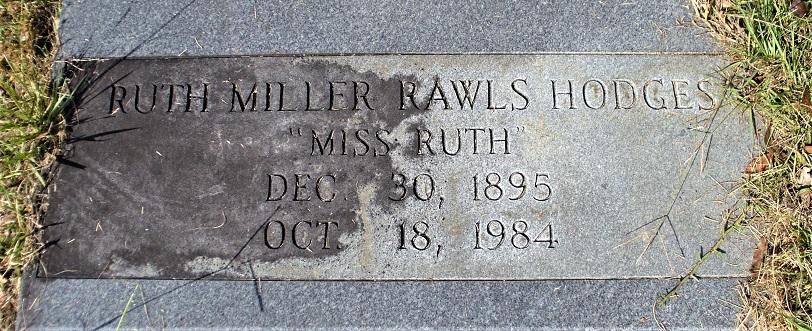 RUTH MILLER RAWLS HODGES
"MISS RUTH"
DEC. 30, 1895
OCT. 18, 1984